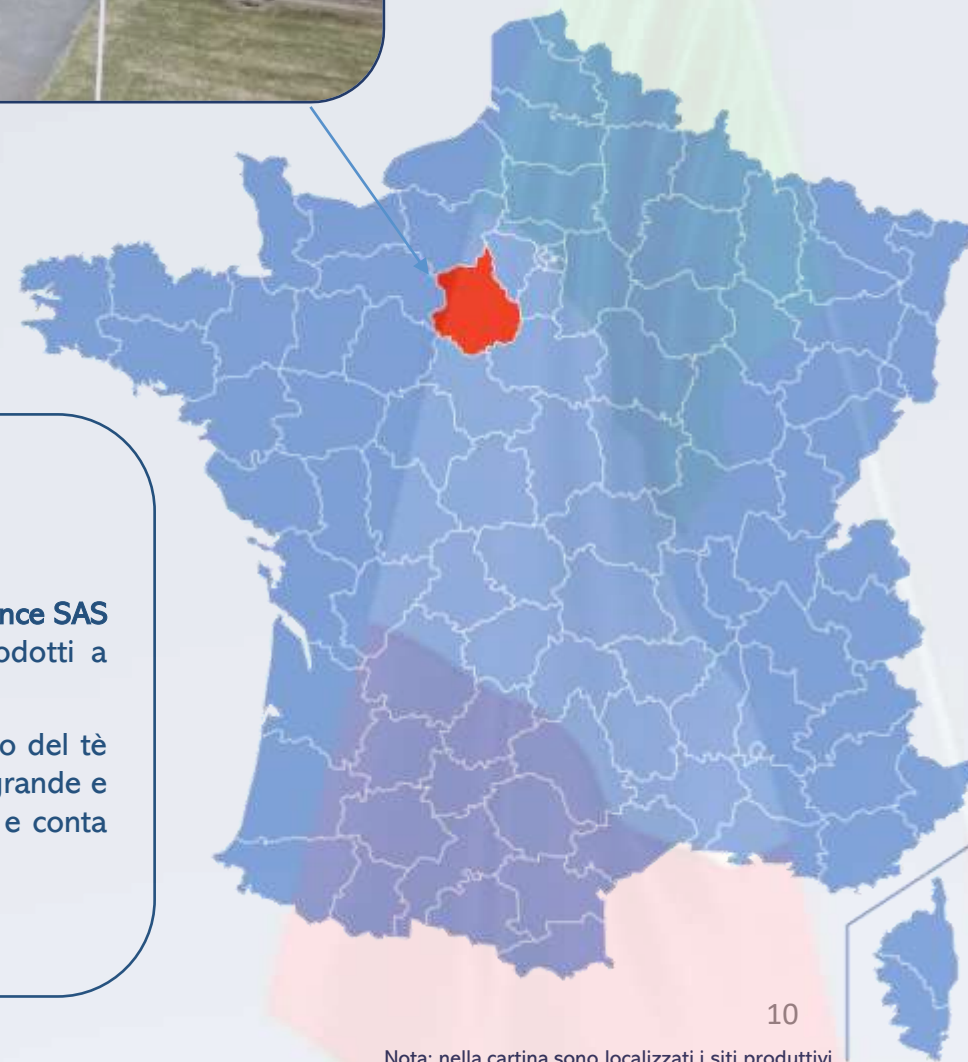 nce SAS
odotti a
o del tè
grande e
e conta
10
Nota: nella cartina sono localizzati i siti produttivi